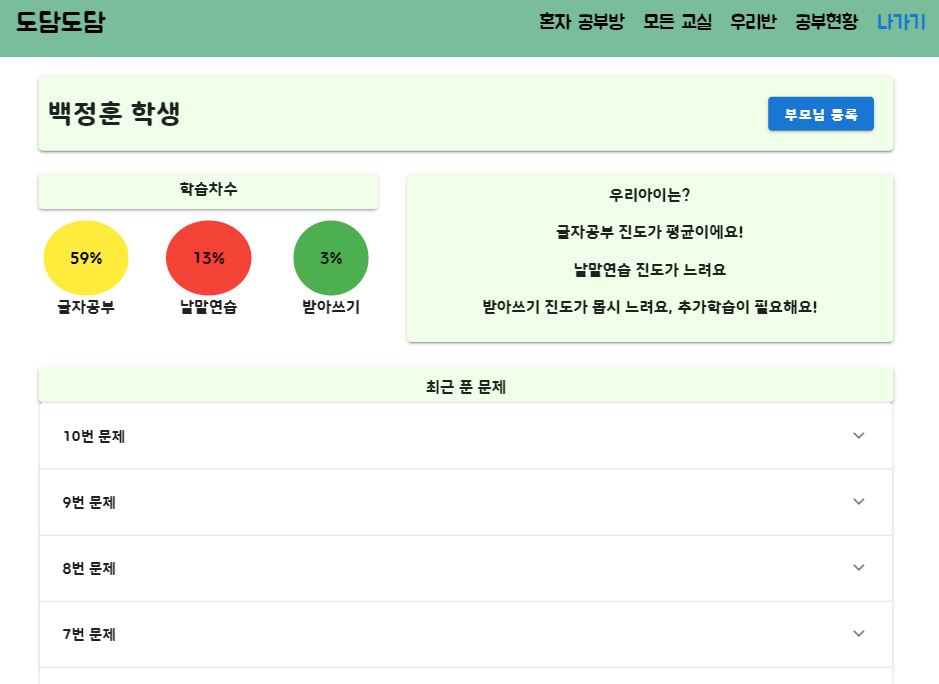 도담도담
혼자 공부방 모든 교실 우리반 공부현황 나가기
백정훈 학생
부모님 등록
학습차수
59%
13%
3%
글자공부
낱말연습
받아쓰기
우리아이는?
글자공부 진도가 평균이에요!
낱말연습 진도가 느려요
받아쓰기 진도가 몹시 느려요, 추가학습이 필요해요!
최근 푼 문제
10번 문제
9번 문제
8번 문제
7번 문제